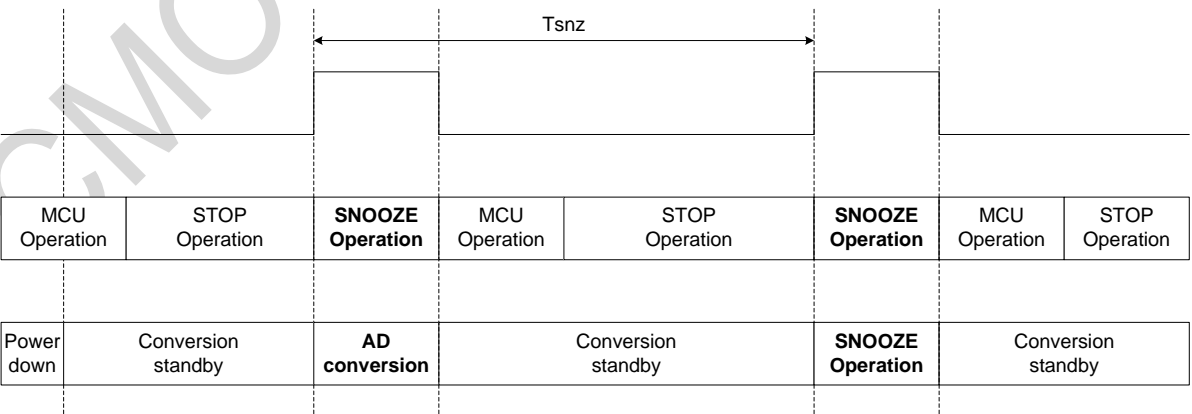 Tsnz
MCU
Operation
STOP
Operation
SNOOZE
Operation
MCU
Operation
STOP
Operation
SNOOZE
Operation
MCU
Operation
STOP
Operation
Power
down
Conversion
standby
AD
conversion
Conversion
standby
SNOOZE
Operation
Conversion
standby